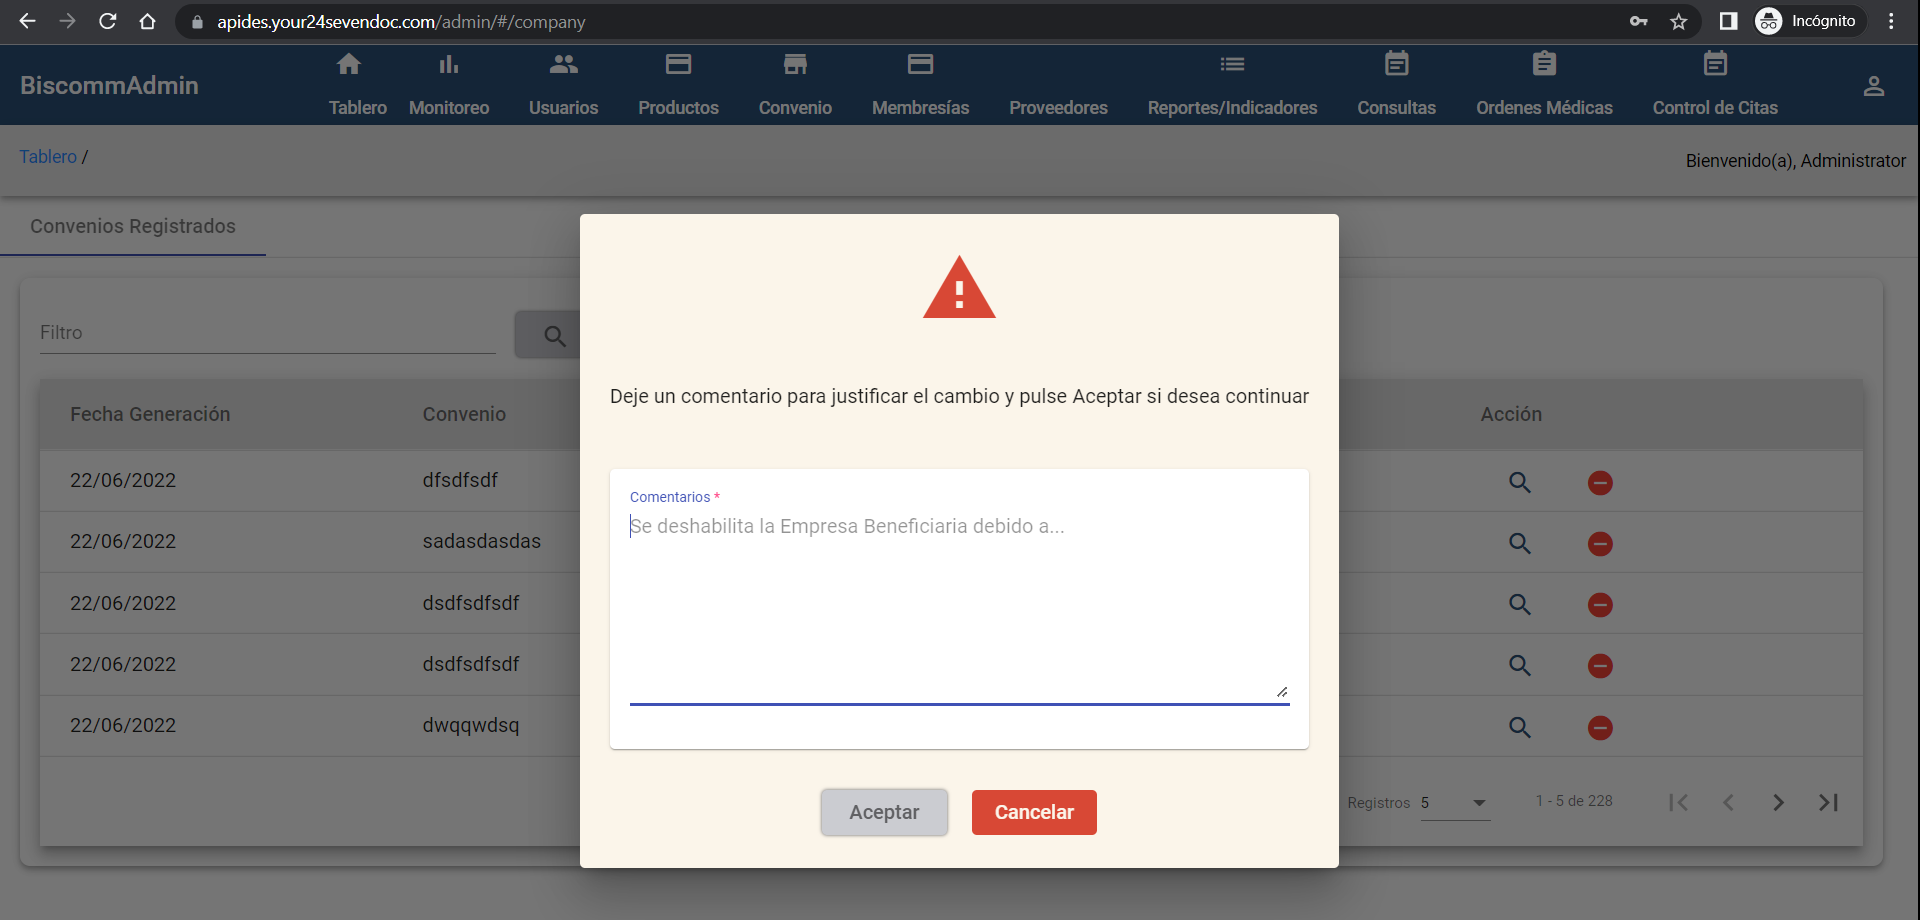 apides.your24sevendoc.com/admin/#/company
Incógnito
BiscommAdmin
Tablero Monitoreo Usuarios Productos Convenio Membresías Proveedores Reportes/Indicadores Consultas Ordenes Médicas Control de Citas
Tablero /
Bienvenido(a), Administrator
Convenios Registrados
Filtro
Fecha Generación Convenio Acción
22/06/2022 dfsdfsdf
22/06/2022 sadasdasdas
22/06/2022 dsdfsdfsdf
22/06/2022 dsdfsdfsdf
22/06/2022 dwqqwdsq
Registros 5 1 - 5 de 228
Deje un comentario para justificar el cambio y pulse Aceptar si desea continuar
Comentarios *
Se deshabilita la Empresa Beneficiaria debido a...
Aceptar Cancelar